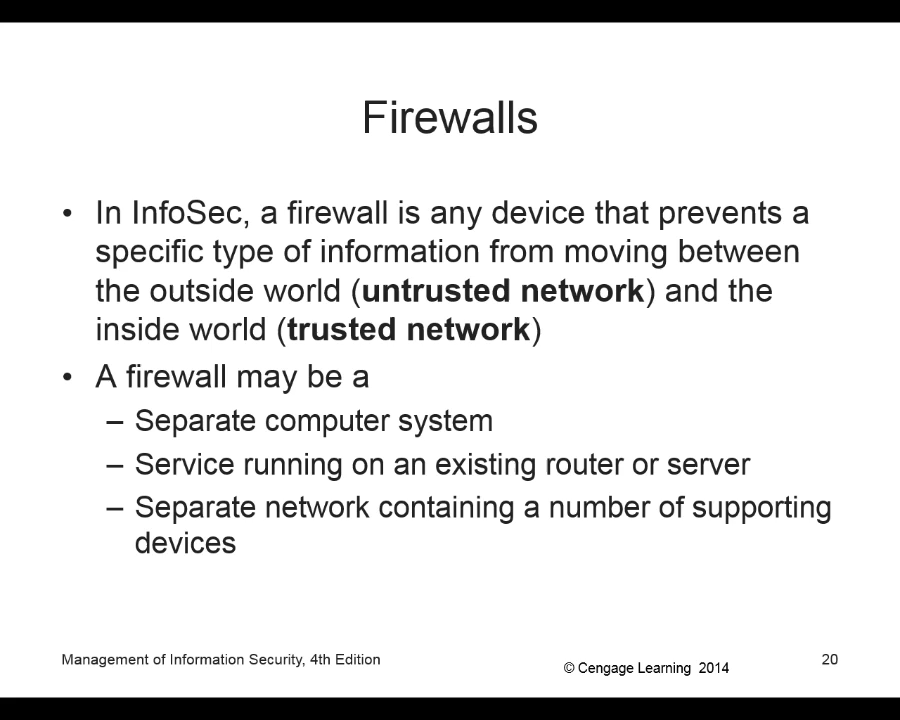 Firewalls
• In InfoSec, a firewall is any device that prevents a
specific type of information from moving between
the outside world (untrusted network) and the
inside world (trusted network)
• A firewall may be a
– Separate computer system
– Service running on an existing router or server
– Separate network containing a number of supporting
devices
Management of Information Security, 4th Edition
© Cengage Learning 2014
20